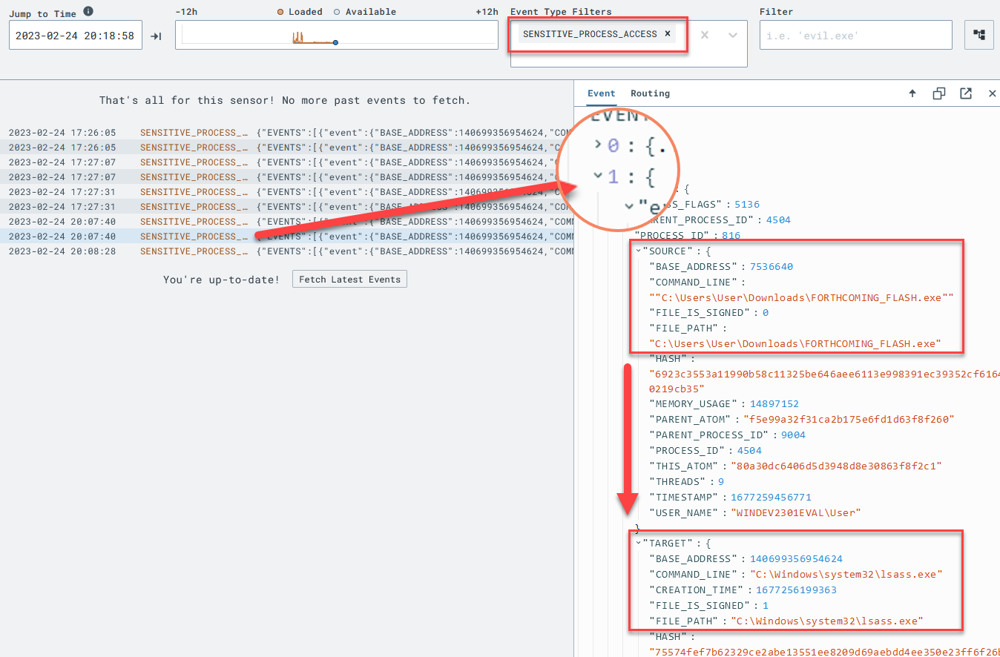 Jump to Time
-12h
Loaded
Available
+12h
Event Type Filters
Filter
2023-02-24 20:18:58
SENSITIVE_PROCESS_ACCESS ×
i.e. 'evil.exe'
That's all for this sensor! No more past events to fetch.
2023-02-24 17:26:05 SENSITIVE_PROCESS_… {"EVENTS":[{"event":{"BASE_ADDRESS":140699356954624,"COM
2023-02-24 17:26:05 SENSITIVE_PROCESS_… {"EVENTS":[{"event":{"BASE_ADDRESS":140699356954624,"C
2023-02-24 17:27:07 SENSITIVE_PROCESS_… {"EVENTS":[{"event":{"BASE_ADDRESS":140699356954624,"
2023-02-24 17:27:07 SENSITIVE_PROCESS_… {"EVENTS":[{"event":{"BASE_ADDRESS":140699356954624,"
2023-02-24 17:27:31 SENSITIVE_PROCESS_… {"EVENTS":[{"event":{"BASE_ADDRESS":140699356954624,
2023-02-24 17:27:31 SENSITIVE_PROCESS_… {"EVENTS":[{"event":{"BASE_ADDRESS":140699356954624,"C
2023-02-24 20:07:40 SENSITIVE_PROCESS_… {"EVENTS":[{"event":{"BASE_ADDRESS":140699356954624,"COM
2023-02-24 20:07:40 SENSITIVE_PROCESS_… "EVENTS":[{"event":{"BASE_ADDRESS":140699356954624,"COMM
2023-02-24 20:08:28 SENSITIVE_PROCESS_… {"EVENTS":[{"event":{"BASE_ADDRESS":140699356954624,"COMM
You're up-to-date!
Fetch Latest Events
Event
Routing
EVENT
0 : {.
1 : {
"e
: {
SS_FLAGS" : 5136
ARENT_PROCESS_ID" : 4504
"PROCESS_ID" : 816
"SOURCE" : {
"BASE_ADDRESS" : 7536640
"COMMAND_LINE" :
""C:\Users\User\Downloads\FORTHCOMING_FLASH.exe""
"FILE_IS_SIGNED" : 0
"FILE_PATH" :
"C:\Users\User\Downloads\FORTHCOMING_FLASH.exe"
"HASH" :
"6923c3553a11990b58c11325be646aee6113e998391ec39352cf6164
0219cb35"
"MEMORY_USAGE" : 14897152
"PARENT_ATOM" : "f5e99a32f31ca2b175e6fd1d63f8f260"
"PARENT_PROCESS_ID" : 9004
"PROCESS_ID" : 4504
"THIS_ATOM" : "80a30dc6406d5d3948d8e30863f8f2c1"
"THREADS" : 9
"TIMESTAMP" : 1677259456771
"USER_NAME" : "WINDEV2301EVAL\User"
}
"TARGET" : {
"BASE_ADDRESS" : 140699356954624
"COMMAND_LINE" : "C:\Windows\system32\lsass.exe"
"CREATION_TIME" : 1677256199363
"FILE_IS_SIGNED" : 1
"FILE_PATH" : "C:\Windows\system32\lsass.exe"
"HASH" :
"75574fef7b62329ce2abe13551ee8209d69aebdd4ee350e23ff6f26b